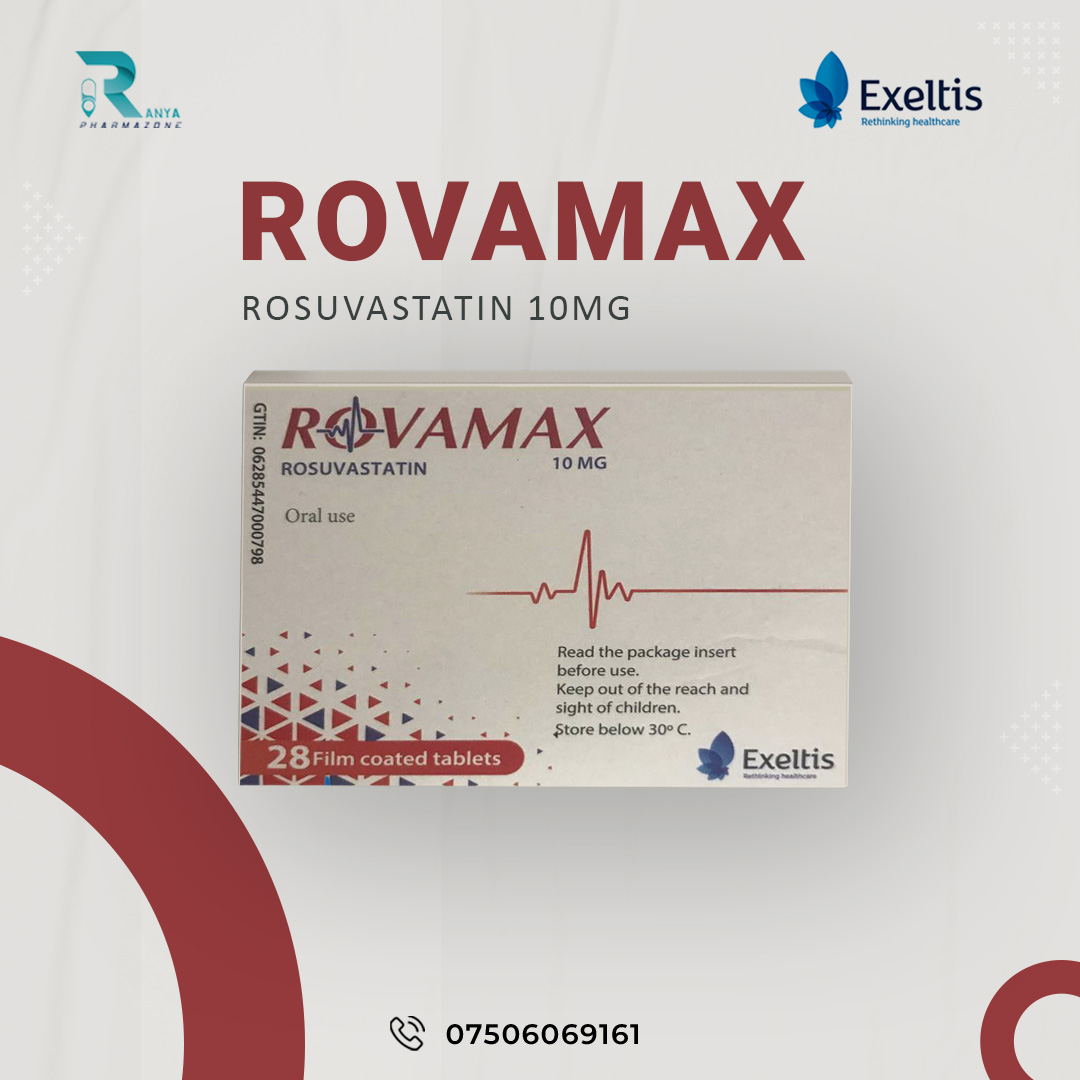 RANYA
PHARMAZONE
Exeltis
Rethinking healthcare
ROVAMAX
ROSUVASTATIN 10MG
GTIN: 06285447000798
ROVAMAX
ROSUVASTATIN
10 MG
Oral use
Read the package insert
before use.
Keep out of the reach and
sight of children.
Store below 30º C.
28 Film coated tablets
Exeltis
Rethinking healthcare
07506069161